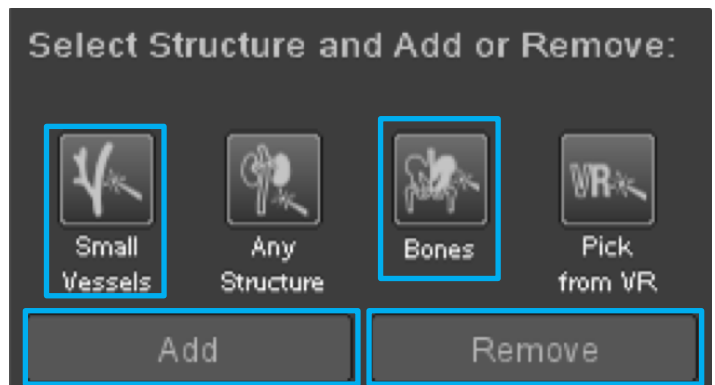 Select Structure and Add or Remove:
VR
Small
Vessels
Any
Structure
Bones
Pick
from VR
Add
Remove